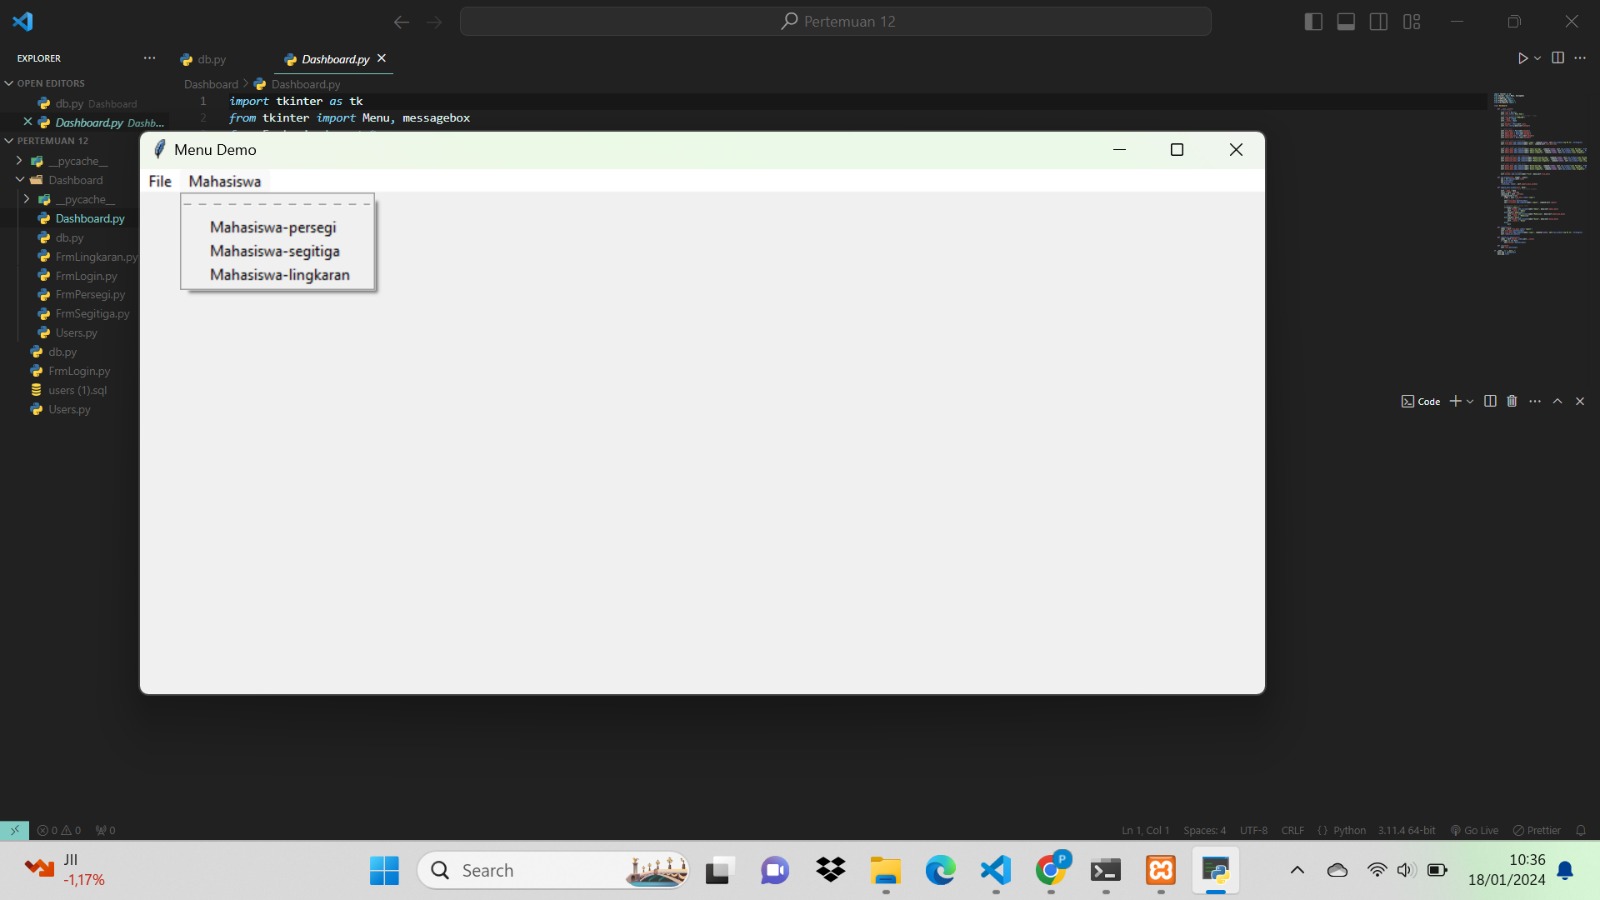 Pertemuan 12
EXPLORER
OPEN EDITORS
db.py Dashboard
Dashboard.py Dashb...
PERTEMUAN 12
__pycache__
Dashboard
__pycache__
Dashboard.py
db.py
FrmLingkaran.py
FrmLogin.py
FrmPersegi.py
FrmSegitiga.py
Users.py
db.py
FrmLogin.py
users (1).sql
Users.py
db.py
Dashboard.py
Dashboard > Dashboard.py
1 import tkinter as tk
2 from tkinter import Menu, messagebox
Menu Demo
File Mahasiswa
Mahasiswa-persegi
Mahasiswa-segitiga
Mahasiswa-lingkaran
Code
0 0 0
Ln 1, Col 1 Spaces: 4 UTF-8 CRLF { } Python 3.11.4 64-bit Go Live Prettier
JII
-1,17%
Search
P
10:36
18/01/2024